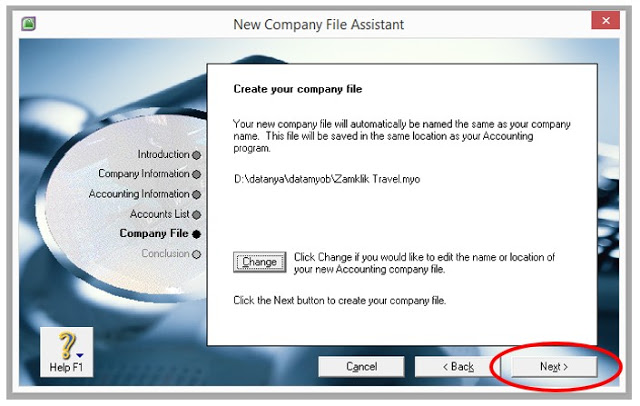 New Company File Assistant
Create your company file
Your new company file will automatically be named the same as your company
name. This file will be saved in the same location as your Accounting
program.
D:\datanya\datamyob\Zamklik Travel.myo
Introduction
Company Information
Accounting Information
Accounts List
Company File
Conclusion
Change
Click Change if you would like to edit the name or location of
your new Accounting company file.
Click the Next button to create your company file.
Help F1
Cancel
< Back
Next >